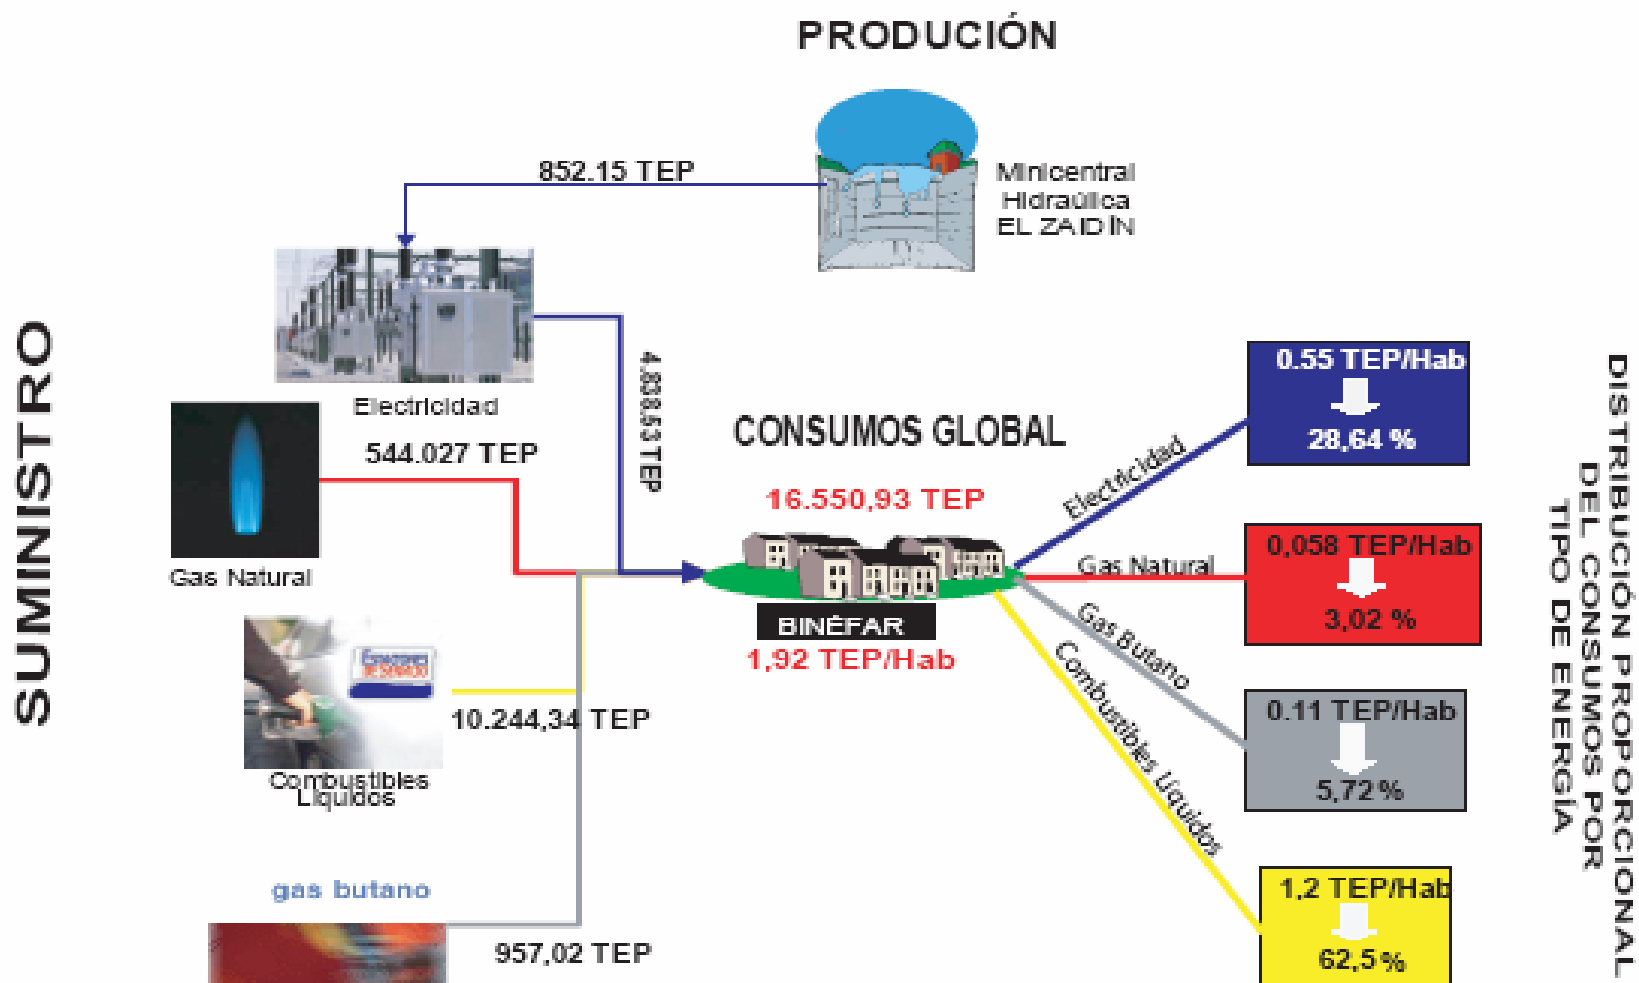 PRODUCIÓN
852.15 TEP
Minicentral
Hidraúlica
EL ZAIDÍN
SUMINISTRO
Electricidad
4.838.53 TEP
544.027 TEP
Gas Natural
CONSUMOS GLOBAL
16.550,93 TEP
BINÉFAR
1,92 TEP/Hab
ESTACIONES
DE SERVICIO
10.244,34 TEP
Combustibles
Líquidos
gas butano
957,02 TEP
Electricidad
Gas Natural
Gas Butano
Combustibles Líquidos
0.55 TEP/Hab
28,64 %
0,058 TEP/Hab
3,02 %
0.11 TEP/Hab
5,72 %
1,2 TEP/Hab
62,5 %
DISTRIBUCIÓN PROPORCIONAL
DEL CONSUMOS POR
TIPO DE ENERGÍA